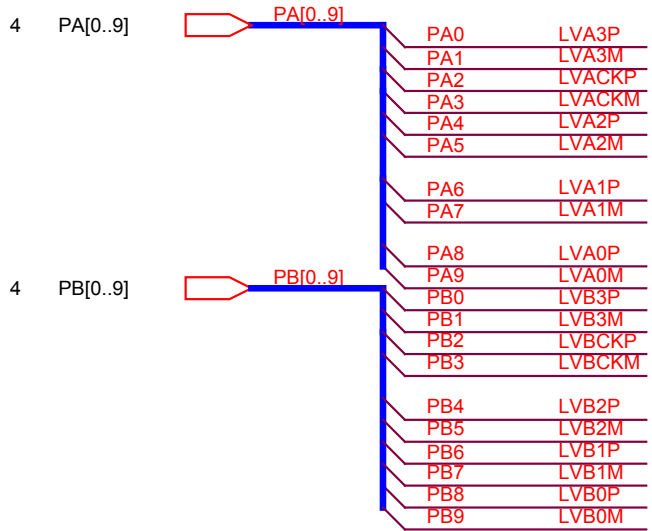 4 PA[0..9] PA[0..9]
PA0 LVA3P
PA1 LVA3M
PA2 LVACKP
PA3 LVACKM
PA4 LVA2P
PA5 LVA2M
PA6 LVA1P
PA7 LVA1M
PA8 LVA0P
PA9 LVA0M
4 PB[0..9] PB[0..9]
PB0 LVB3P
PB1 LVB3M
PB2 LVBCKP
PB3 LVBCKM
PB4 LVB2P
PB5 LVB2M
PB6 LVB1P
PB7 LVB1M
PB8 LVB0P
PB9 LVB0M